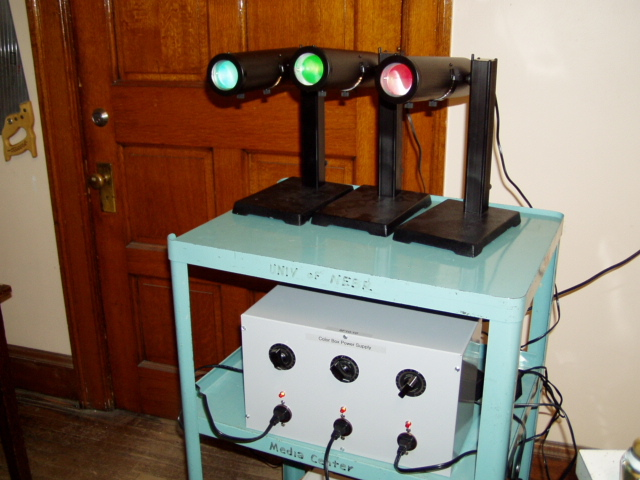 UNIV OF NEBR
Color Box Power Supply
Media Center